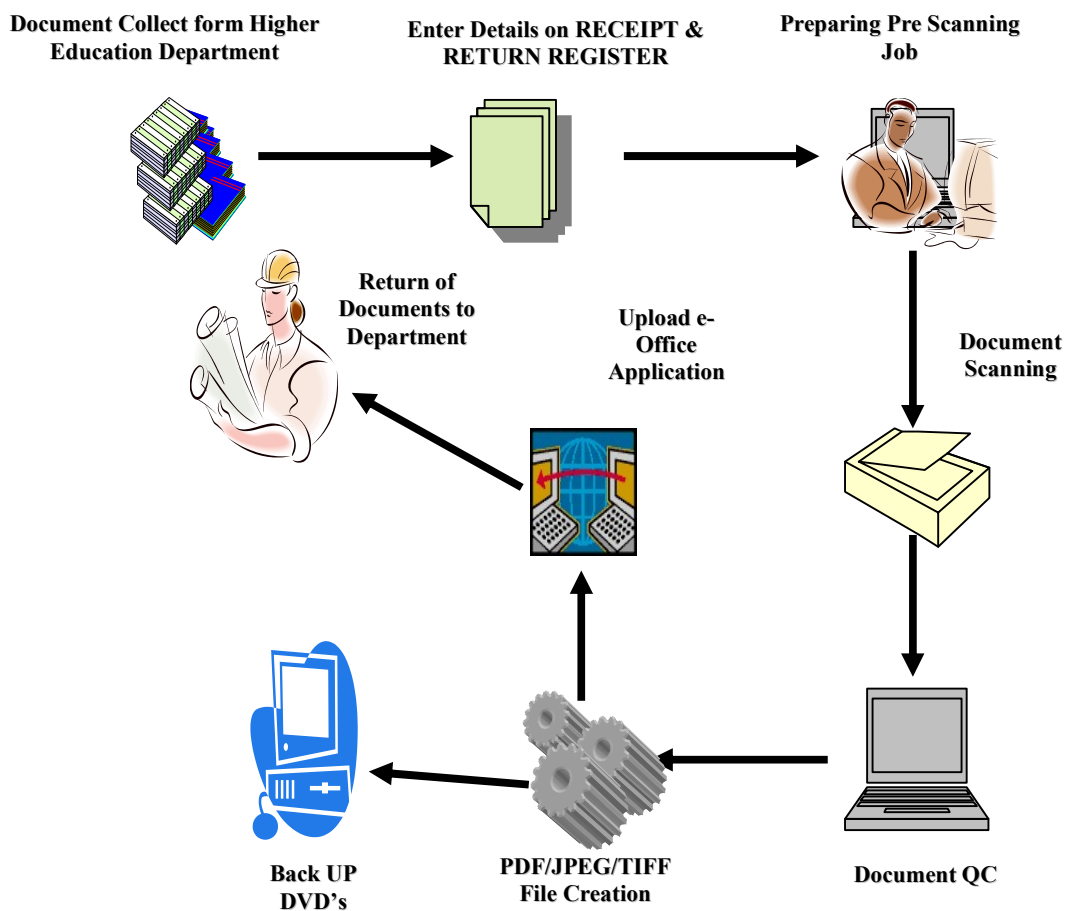 Document Collect form Higher
Education Department
Enter Details on RECEIPT &
RETURN REGISTER
Preparing Pre Scanning
Job
Return of
Documents to
Department
Upload e-
Office
Application
Document
Scanning
Back UP
DVD's
PDF/JPEG/TIFF
File Creation
Document QC